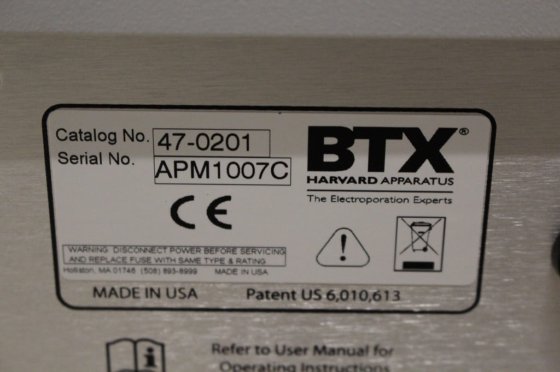 Catalog No. 47-0201
Serial No. APM1007C
BTX®
HARVARD APPARATUS
The Electroporation Experts
CE
WARNING: DISCONNECT POWER BEFORE SERVICING
AND REPLACE FUSE WITH SAME TYPE & RATING
Holliston, MA 01746 (508) 893-8999 MADE IN USA
MADE IN USA Patent US 6,010,613
Refer to User Manual for
Operating Instructions